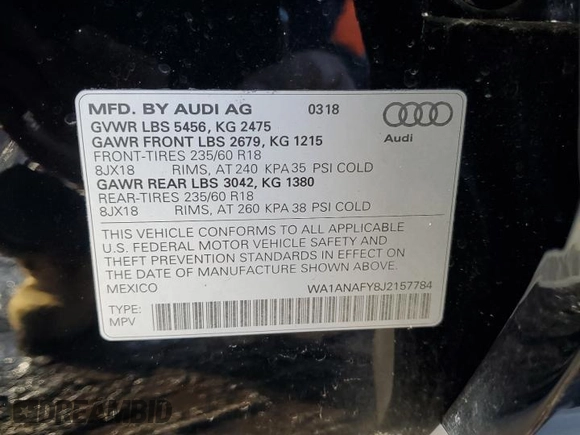 MFD. BY AUDI AG 0318
GVWR LBS 5456, KG 2475
GAWR FRONT LBS 2679, KG 1215
FRONT-TIRES 235/60 R18
8JX18 RIMS, AT 240 KPA 35 PSI COLD
GAWR REAR LBS 3042, KG 1380
REAR-TIRES 235/60 R18
8JX18 RIMS, AT 260 KPA 38 PSI COLD
Audi
THIS VEHICLE CONFORMS TO ALL APPLICABLE
U.S. FEDERAL MOTOR VEHICLE SAFETY AND
THEFT PREVENTION STANDARDS IN EFFECT ON
THE DATE OF MANUFACTURE SHOWN ABOVE
MEXICO WA1ANAFY8J2157784
TYPE:
MPV
DREAMBID